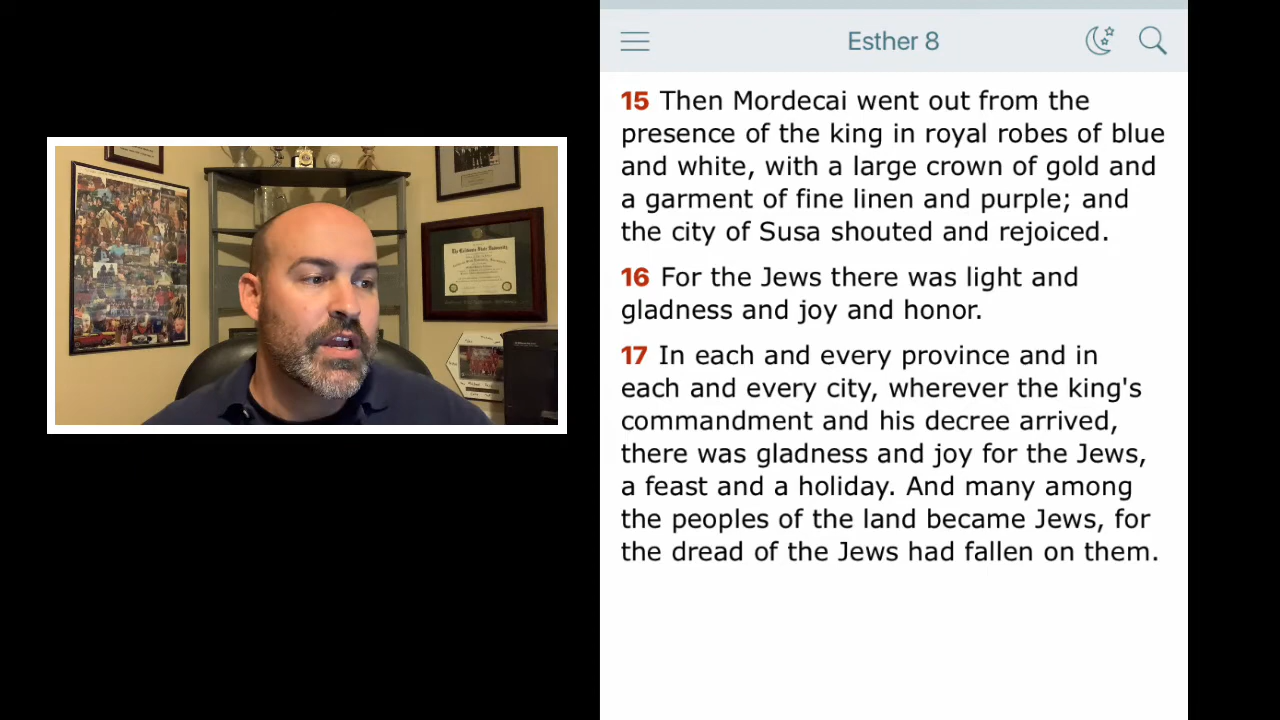 Esther 8
15 Then Mordecai went out from the
presence of the king in royal robes of blue
and white, with a large crown of gold and
a garment of fine linen and purple; and
the city of Susa shouted and rejoiced.
16 For the Jews there was light and
gladness and joy and honor.
17 In each and every province and in
each and every city, wherever the king's
commandment and his decree arrived,
there was gladness and joy for the Jews,
a feast and a holiday. And many among
the peoples of the land became Jews, for
the dread of the Jews had fallen on them.